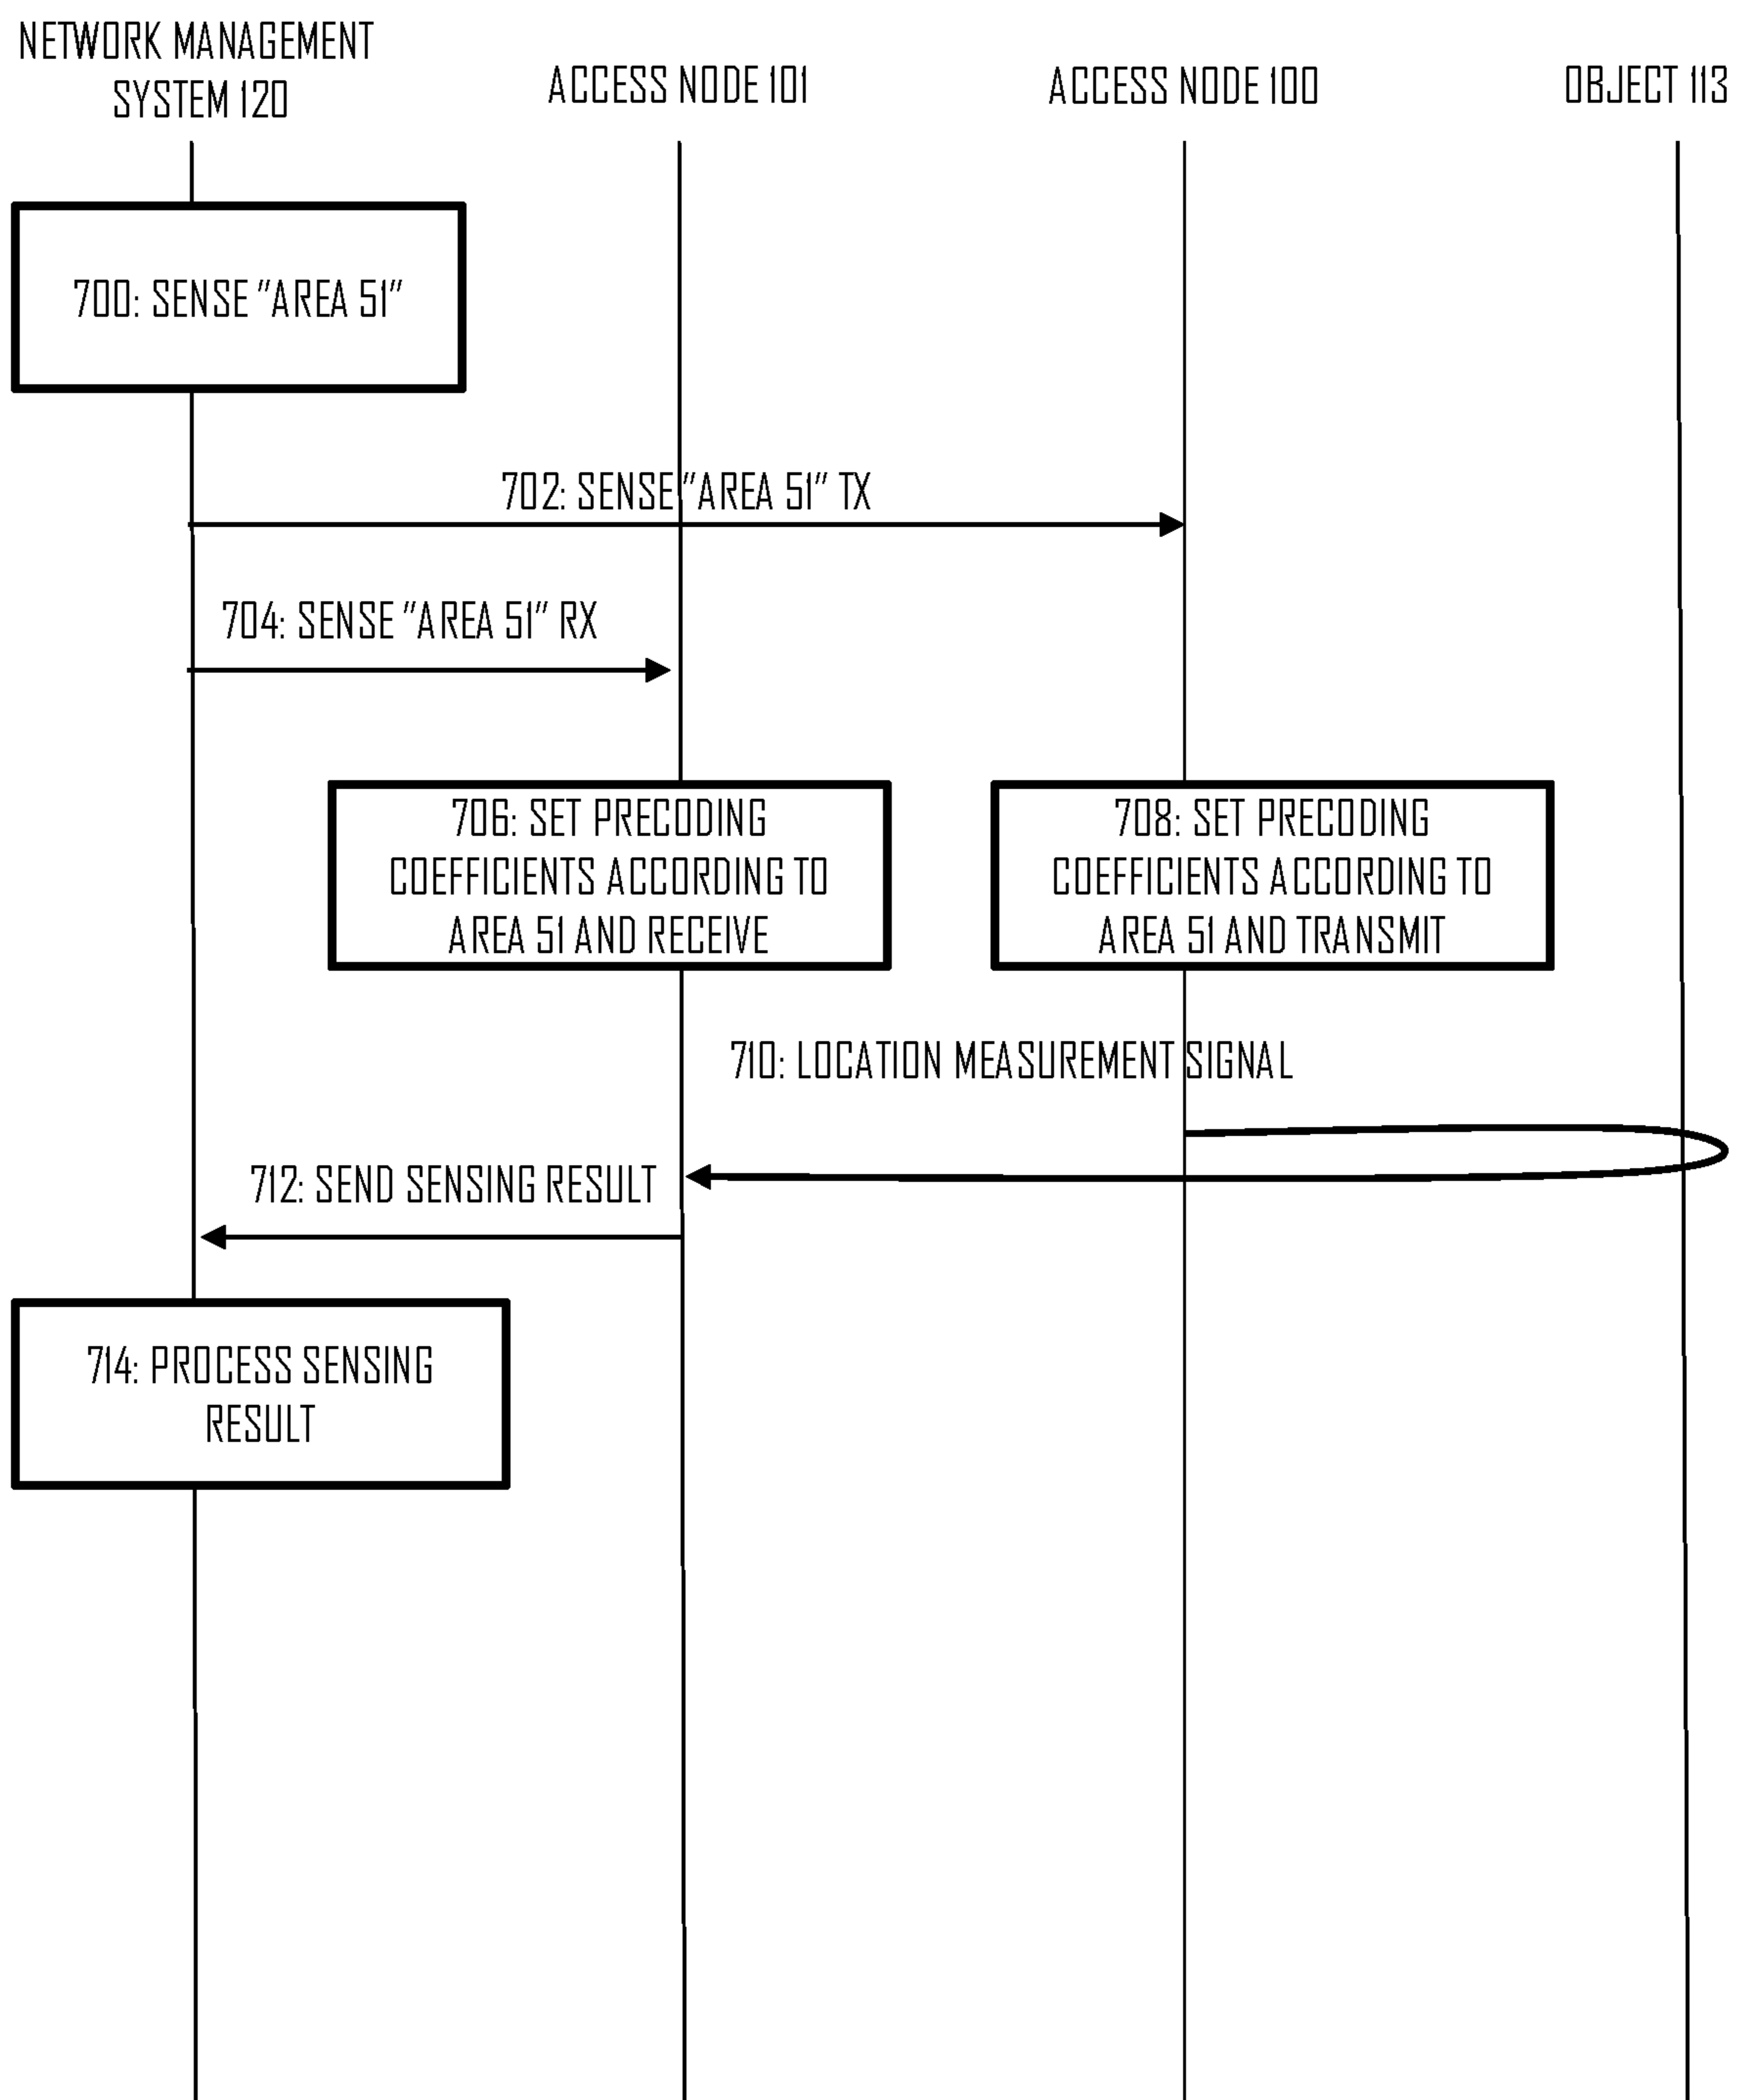 NETWORK MANAGEMENT
SYSTEM 120
ACCESS NODE 101
ACCESS NODE 100
OBJECT 113
700: SENSE "AREA 51"
702: SENSE "AREA 51" TX
704: SENSE "AREA 51" RX
706: SET PRECODING
COEFFICIENTS ACCORDING TO
AREA 51 AND RECEIVE
708: SET PRECODING
COEFFICIENTS ACCORDING TO
AREA 51 AND TRANSMIT
710: LOCATION MEASUREMENT SIGNAL
712: SEND SENSING RESULT
714: PROCESS SENSING
RESULT